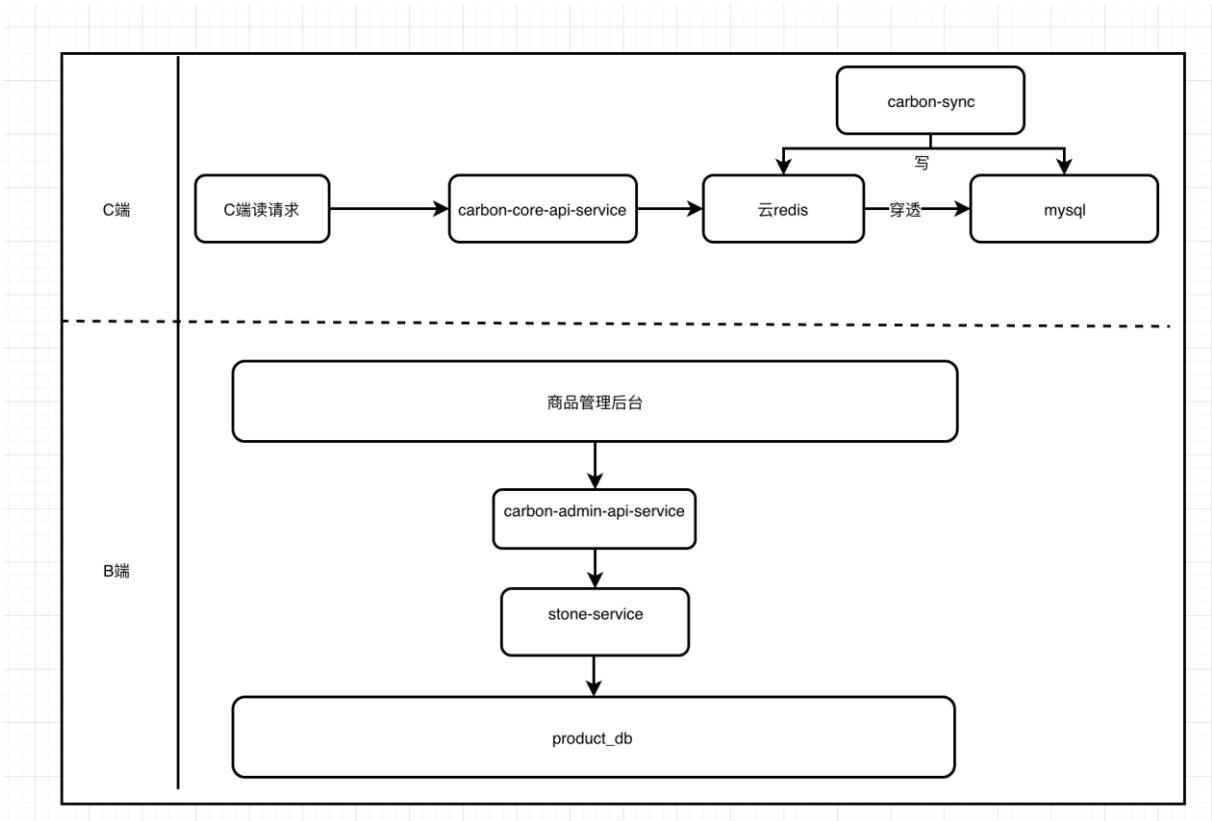 carbon-sync
写
C端
C端读请求
carbon-core-api-service
云redis
穿透
mysql
商品管理后台
carbon-admin-api-service
B端
stone-service
product_db